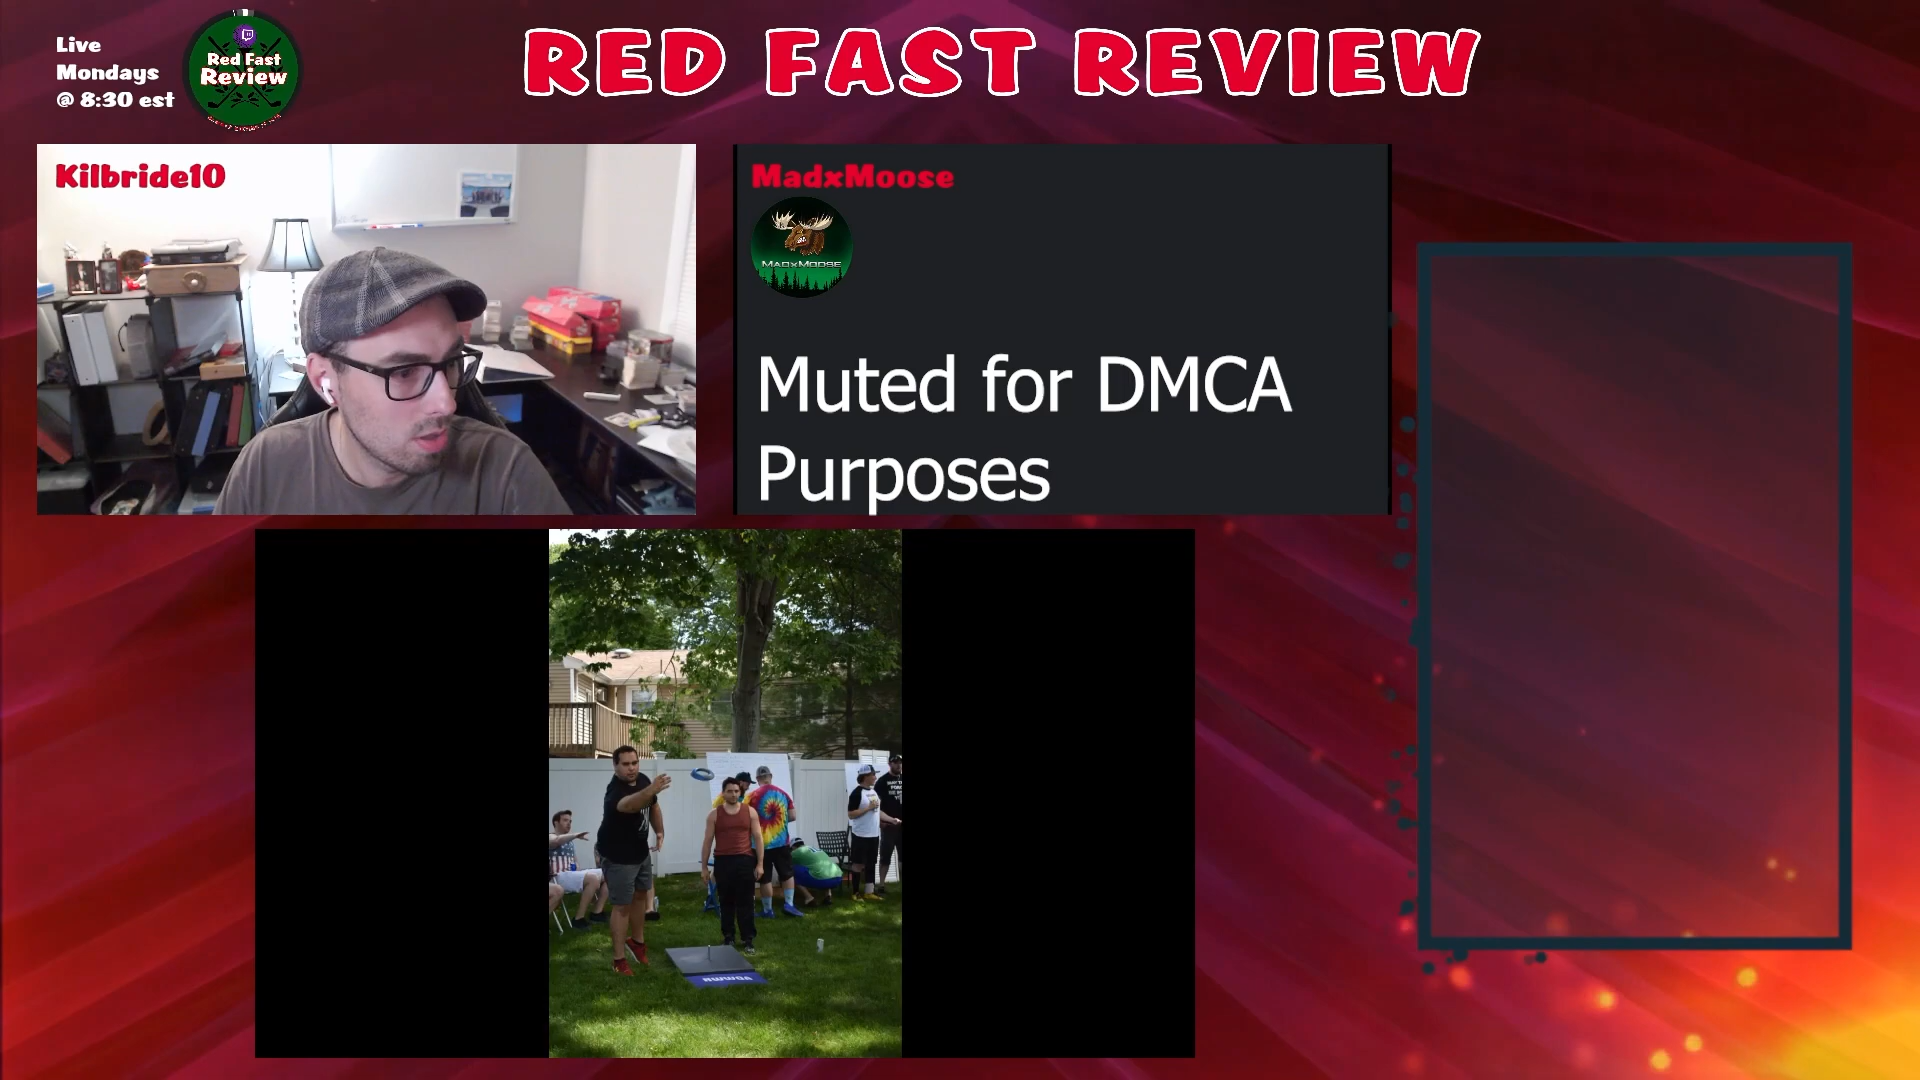 Live
Mondays
@ 8:30 est
Red Fast
Review
RED FAST REVIEW
Kilbride10
MadxMoose
MADXMOOSE
Muted for DMCA
Purposes